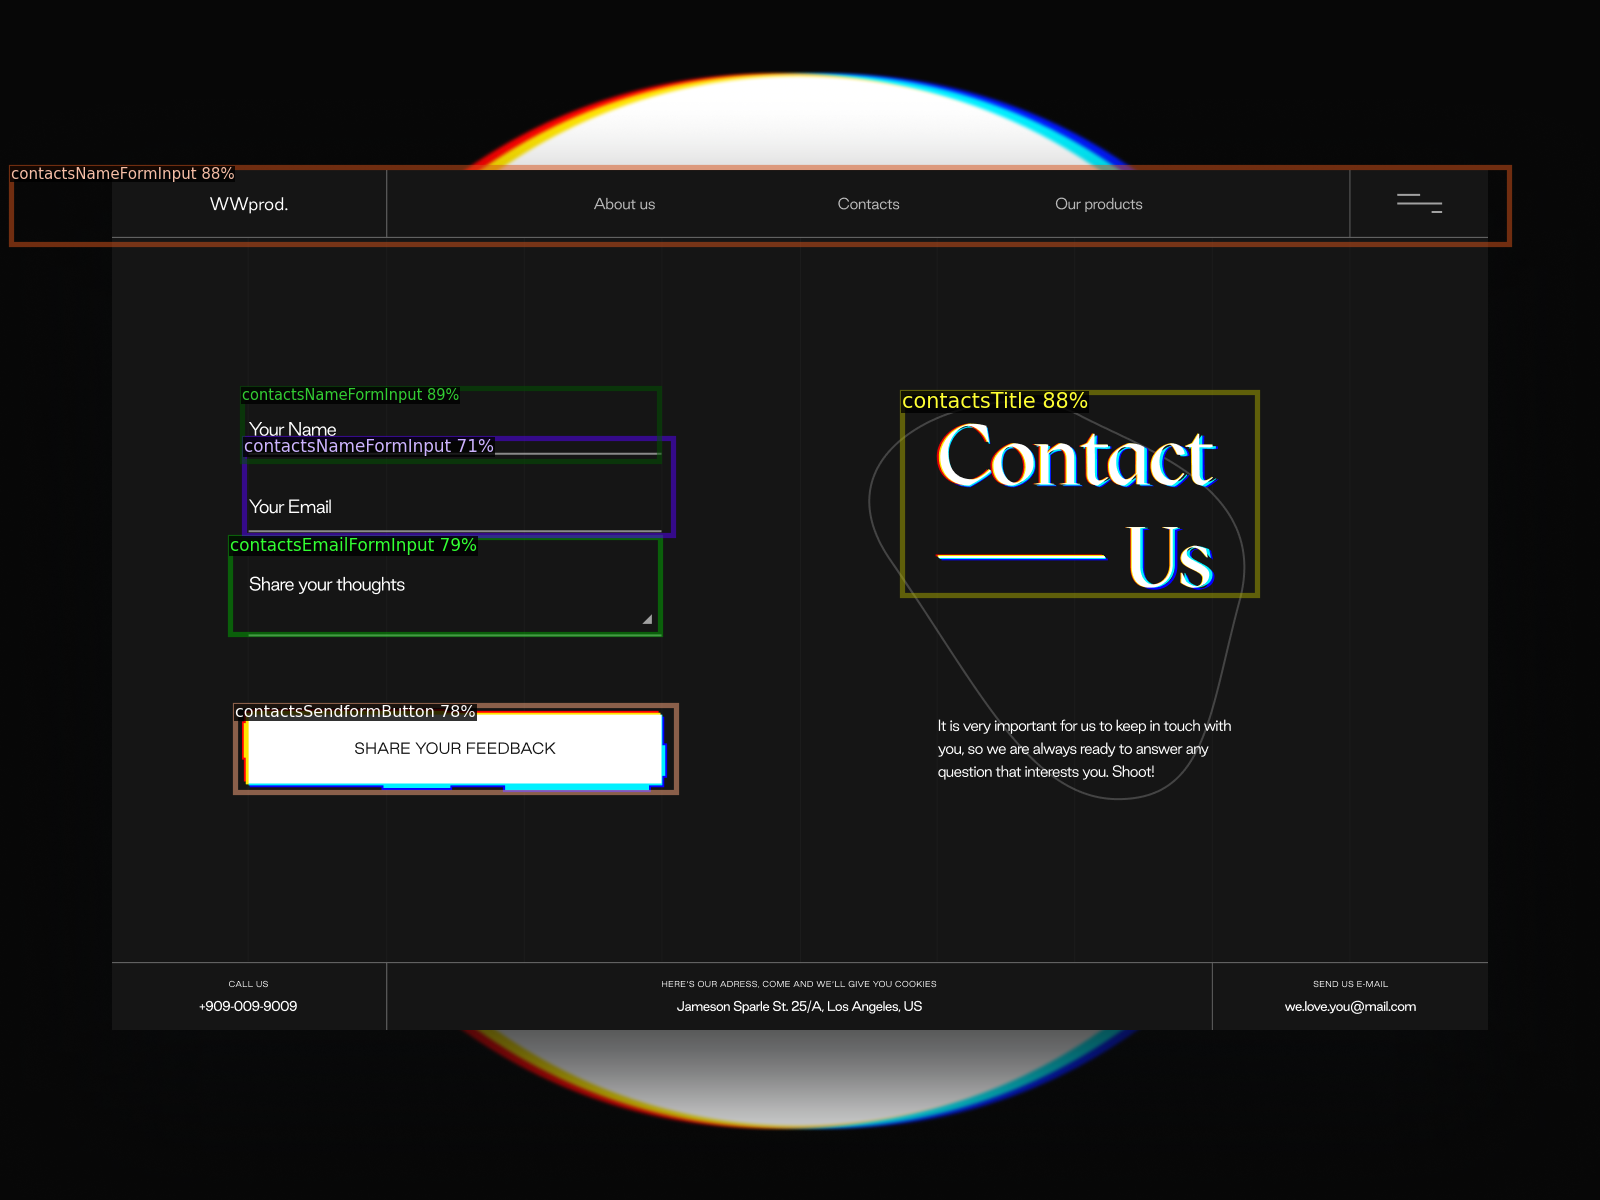 contactsNameFormInput 88%
WWprod.
About us
Contacts
Our products
contactsNameFormInput 89%
Your Name
contactsNameFormInput 71%
Your Email
contactsEmailFormInput 79%
Share your thoughts
contactsSendformButton 78%
SHARE YOUR FEEDBACK
contactsTitle 88%
Contact
Us
It is very important for us to keep in touch with
you, so we are always ready to answer any
question that interests you. Shoot!
CALL US
+909-009-9009
HERE'S OUR ADRESS, COME AND WE'LL GIVE YOU COOKIES
Jameson Sparle St. 25/A, Los Angeles, US
SEND US E-MAIL
we.love.you@mail.com